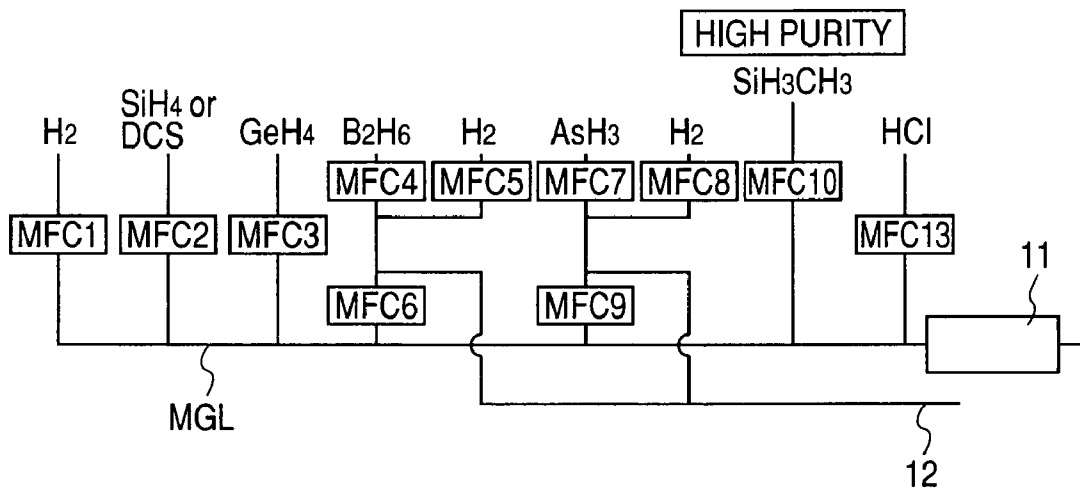 HIGH PURITY
SiH3CH3
SiH4 or
DCS
H2
GeH4
B2H6
H2
AsH3
H2
HCl
MFC4
MFC5
MFC7
MFC8
MFC10
MFC1
MFC2
MFC3
MFC13
11
MFC6
MFC9
MGL
12